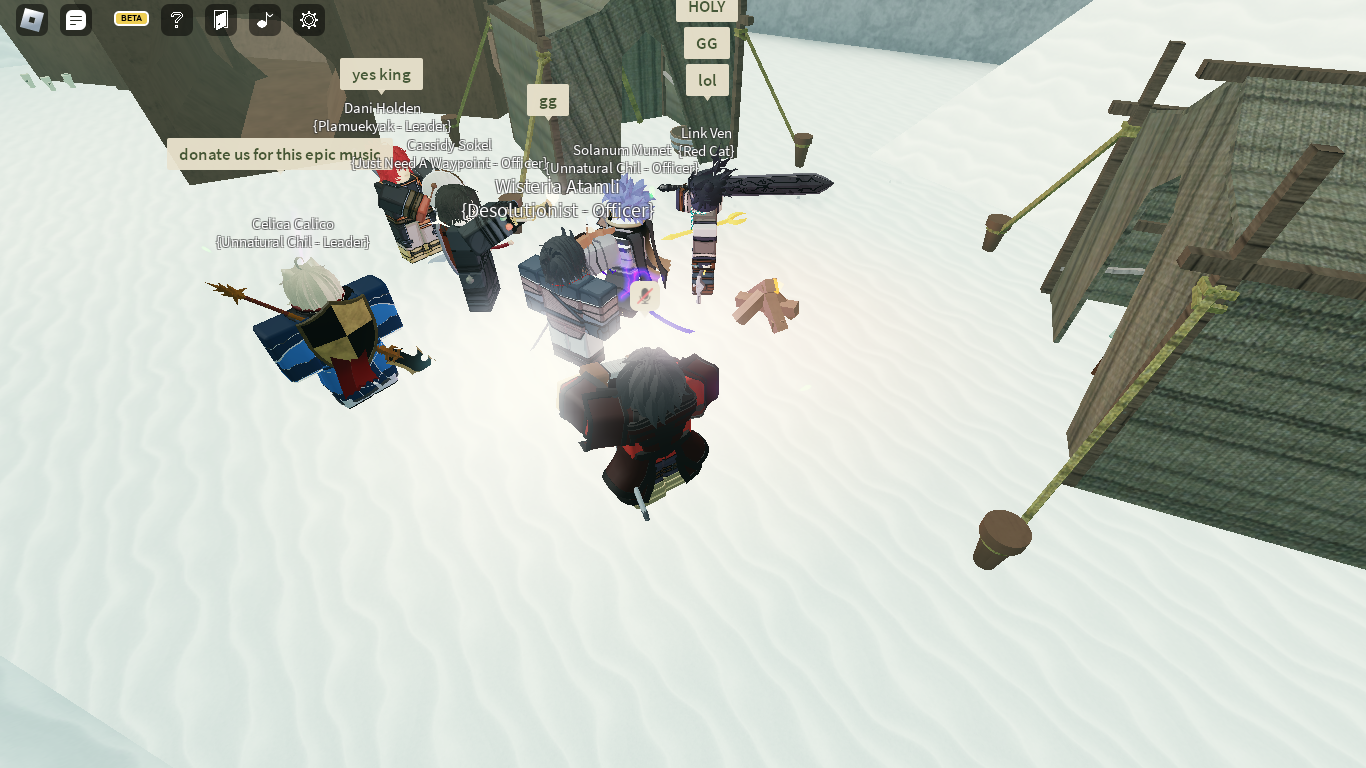 BETA
?
HOLY
GG
lol
yes king
gg
Dani Holden
{Plamuekyak - Leader}
donate us for this epic music
Cassidy Sokel
{Just Need A Waypoint - Officer}
Solanum Munet
{Unnatural Chil - Officer}
Link Ven
{Red Cat}
Wisteria Atamli
{Desolutionist - Officer}
Celica Calico
{Unnatural Chil - Leader}